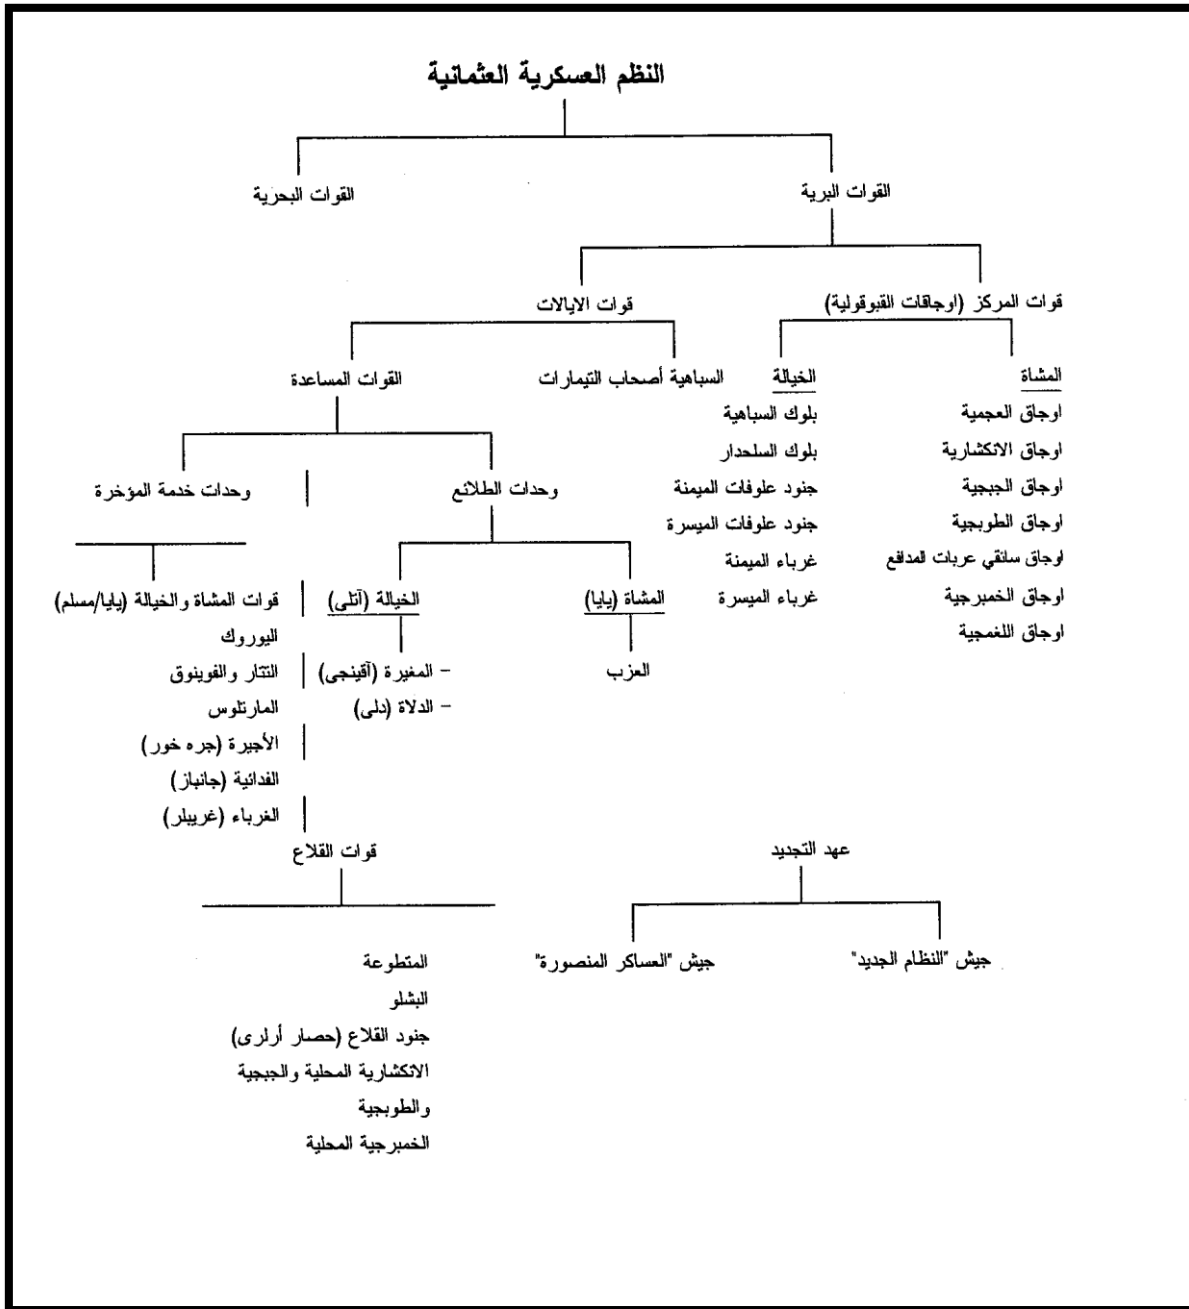 النظم العسكرية العثمانية
القوات البرية
القوات البحرية
قوات المركز (اوجاقات القبوقولية)
قوات الايالات
المشاة
اوجاق العجمية
اوجاق الانكشارية
اوجاق الجبجية
اوجاق الطوبجية
اوجاق سائقي عربات المدافع
اوجاق الخمبرجية
اوجاق اللغمجية
الخيالة
بلوك السباهية
بلوك السلحدار
جنود علوفات الميمنة
جنود علوفات الميسرة
غرباء الميمنة
غرباء الميسرة
السباهية أصحاب التيمارات
القوات المساعدة
وحدات الطلائع
وحدات خدمة المؤخرة
المشاة (يايا)
العزب
الخيالة (آتلى)
- المغيرة (آقينجى)
- الدلاة (دلى)
قوات المشاة والخيالة (يايا/مسلم)
اليوروك
التتار والفوينوق
المارتلوس
الأجيرة (جره خور)
الفدائية (جانباز)
الغرباء (غريبلر)
عهد التجديد
جيش "النظام الجديد"
جيش "العساكر المنصورة"
قوات القلاع
المتطوعة
البشلو
جنود القلاع (حصار أرلرى)
الانكشارية المحلية والجبجية
والطوبجية
الخمبرجية المحلية